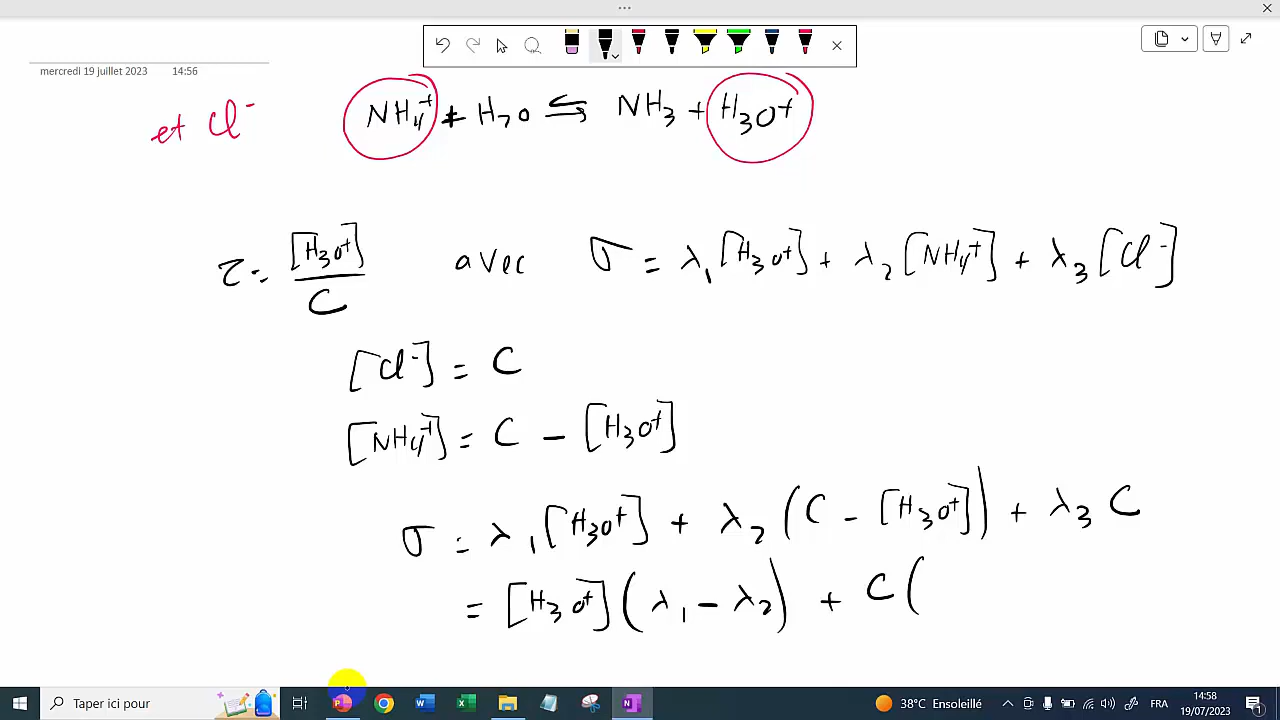 mercredi 19 juillet 2023 14:56
et Cl⁻ NH₄⁺ + H₂O ⇌ NH₃ + H₃O⁺
τ = [H₃O⁺] / C avec σ = λ₁[H₃O⁺] + λ₂[NH₄⁺] + λ₃[Cl⁻]
[Cl⁻] = C
[NH₄⁺] = C − [H₃O⁺]
σ = λ₁[H₃O⁺] + λ₂(C − [H₃O⁺]) + λ₃ C
= [H₃O⁺](λ₁ − λ₂) + C(
Taper ici pour 38°C Ensoleillé FRA 14:58
19/07/2023